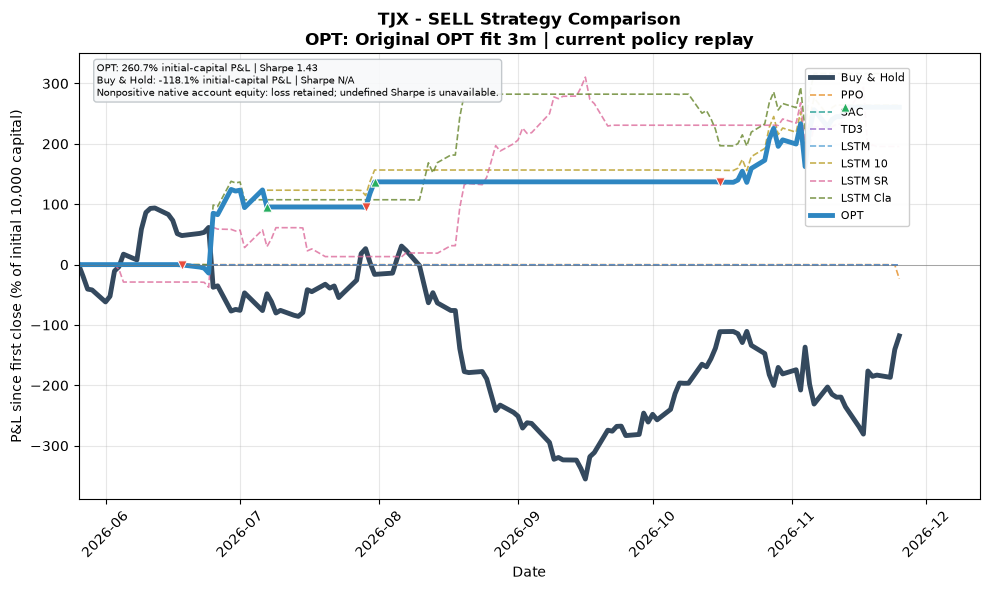 TJX - SELL Strategy Comparison
OPT: Original OPT fit 3m | current policy replay
OPT: 260.7% initial-capital P&L | Sharpe 1.43
Buy & Hold: -118.1% initial-capital P&L | Sharpe N/A
Nonpositive native account equity: loss retained; undefined Sharpe is unavailable.
Buy & Hold
PPO
SAC
TD3
LSTM
LSTM 10
LSTM SR
LSTM Cla
OPT
P&L since first close (% of initial 10,000 capital)
300
200
100
0
−100
−200
−300
2026-06
2026-07
2026-08
2026-09
2026-10
2026-11
2026-12
Date